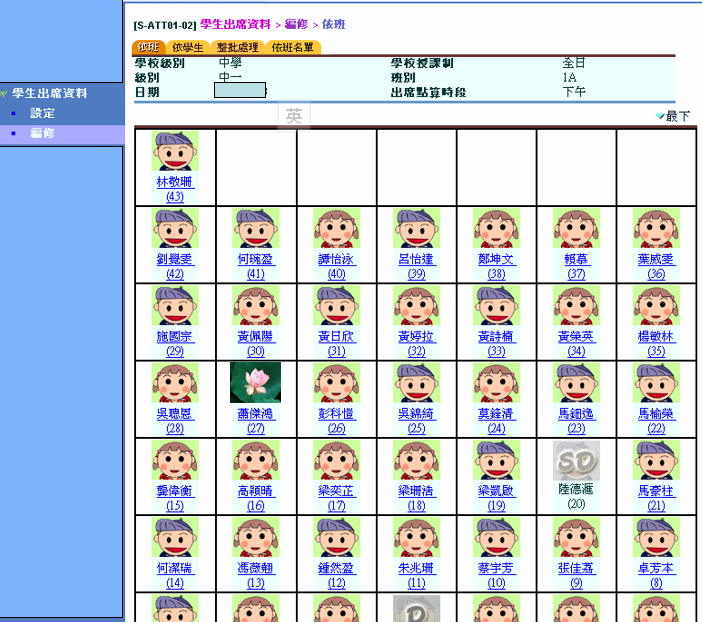 [S-ATT01-02] 學生出席資料 > 編修 > 依班
依班 依學生 整批處理 依班名單
學校級別 中學 學校授課制 全日
級別 中一 班別 1A
日期 出席點算時段 下午
學生出席資料
設定
編修
英
最下
林敬珊
(43)
劉覺雯 何琬盈 譚怡泳 呂怡達 鄭坤文 賴慕 葉威雯
(42) (41) (40) (39) (38) (37) (36)
施國宗 黃佩陽 黃日欣 黃婷拉 黃詩楠 黃榮英 楊敏林
(29) (30) (31) (32) (33) (34) (35)
吳聰恩 蕭傑鴻 彭科愷 吳錦綺 莫鋒清 馬鈿逸 馬榆榮
(28) (27) (26) (25) (24) (23) (22)
龔偉衡 高穎晴 梁奕芷 梁珊浩 梁凱啟 陸德滙 馬豪柱
(15) (16) (17) (18) (19) (20) (21)
SD
何潔瑞 馮薇翹 鍾然盈 朱兆珊 蔡宇芳 張佳荔 卓芳本
(14) (13) (12) (11) (10) (9) (8)
D